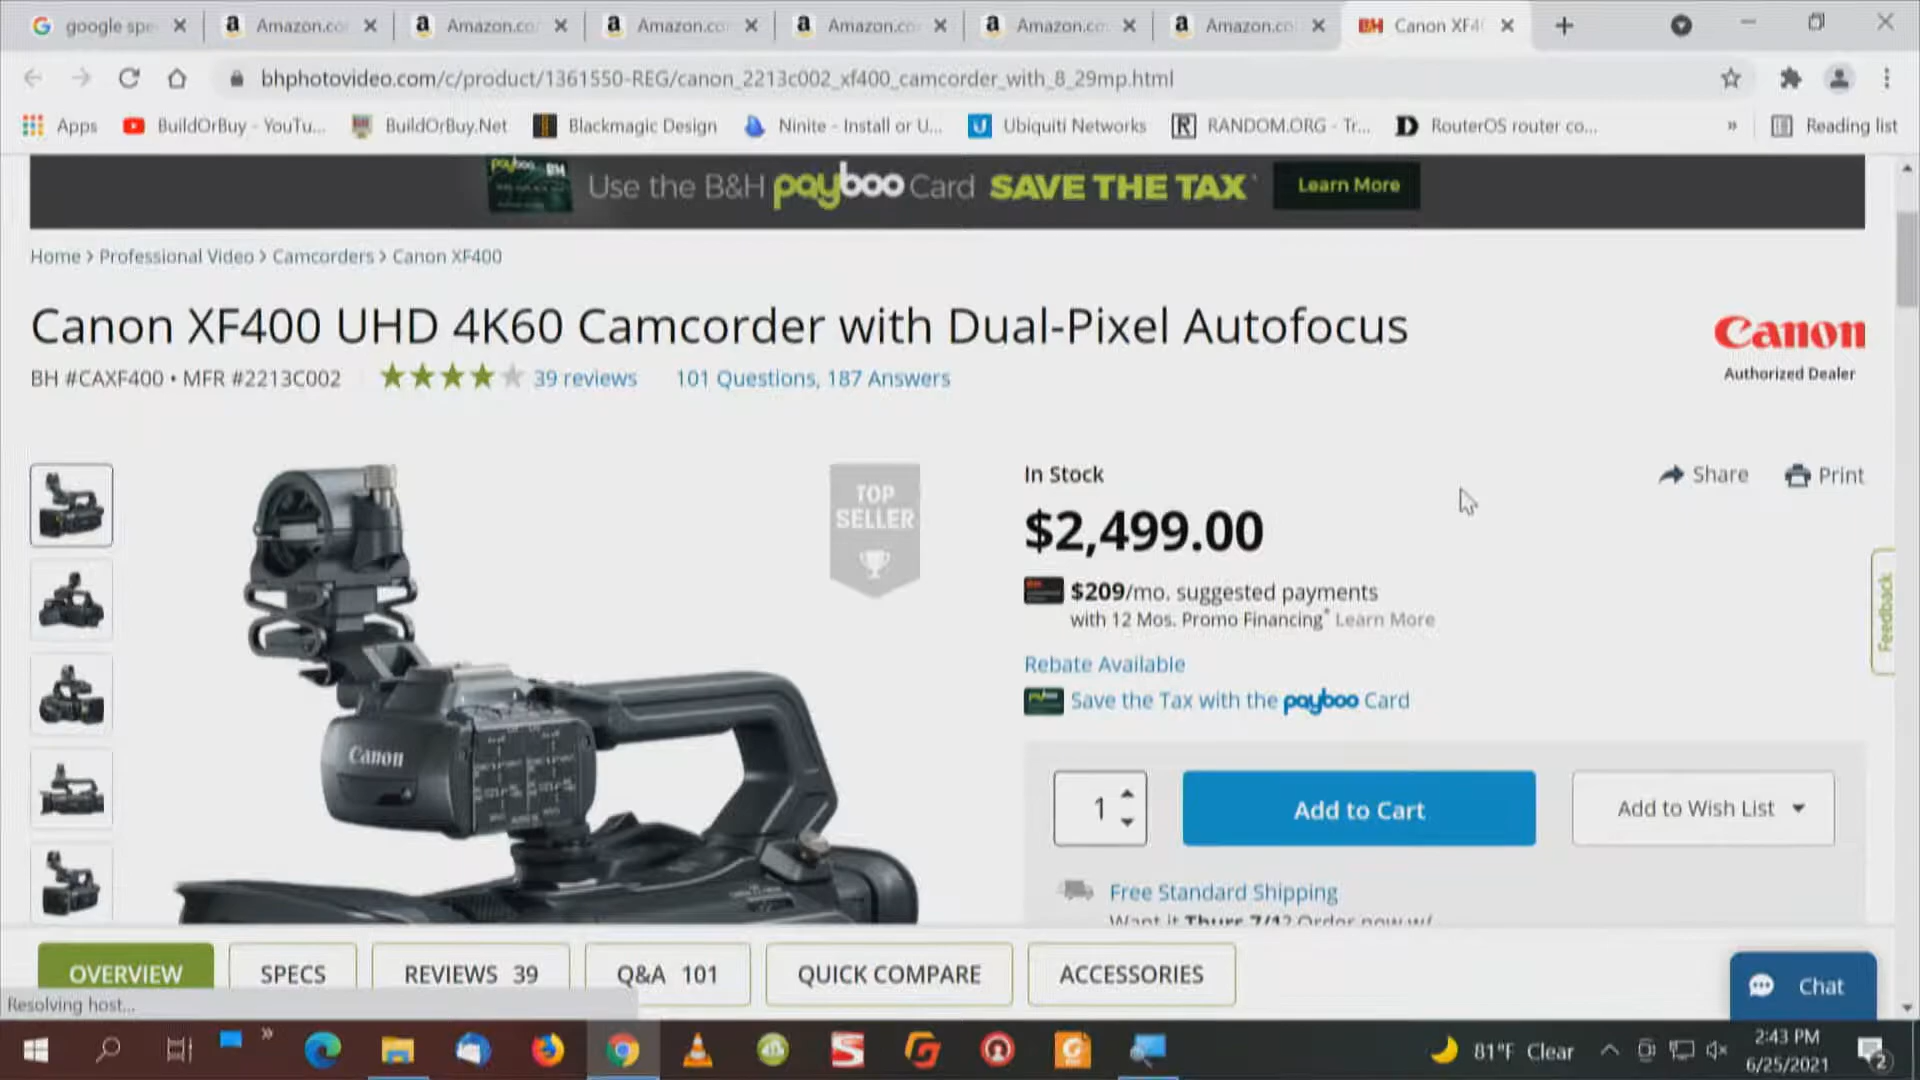 google spe
Amazon.co
Amazon.co
Amazon.co
Amazon.co
Amazon.co
Amazon.co
BH Canon XF4
bhphotovideo.com/c/product/1361550-REG/canon_2213c002_xf400_camcorder_with_8_29mp.html
Apps
BuildOrBuy - YouTu...
BuildOrBuy.Net
Blackmagic Design
Ninite - Install or U...
Ubiquiti Networks
RANDOM.ORG - Tr...
RouterOS router co...
»
Reading list
payboo BH
Use the B&H payboo Card SAVE THE TAX*
Learn More
Home > Professional Video > Camcorders > Canon XF400
Canon XF400 UHD 4K60 Camcorder with Dual-Pixel Autofocus
BH #CAXF400 • MFR #2213C002
39 reviews
101 Questions, 187 Answers
Canon
Authorized Dealer
TOP
SELLER
Canon
In Stock
Share
Print
$2,499.00
$209/mo. suggested payments
with 12 Mos. Promo Financing* Learn More
Rebate Available
Save the Tax with the payboo Card
1
Add to Cart
Add to Wish List
Free Standard Shipping
Feedback
OVERVIEW
SPECS
REVIEWS 39
Q&A 101
QUICK COMPARE
ACCESSORIES
Chat
Resolving host...
»
81°F Clear
2:43 PM
6/25/2021
2